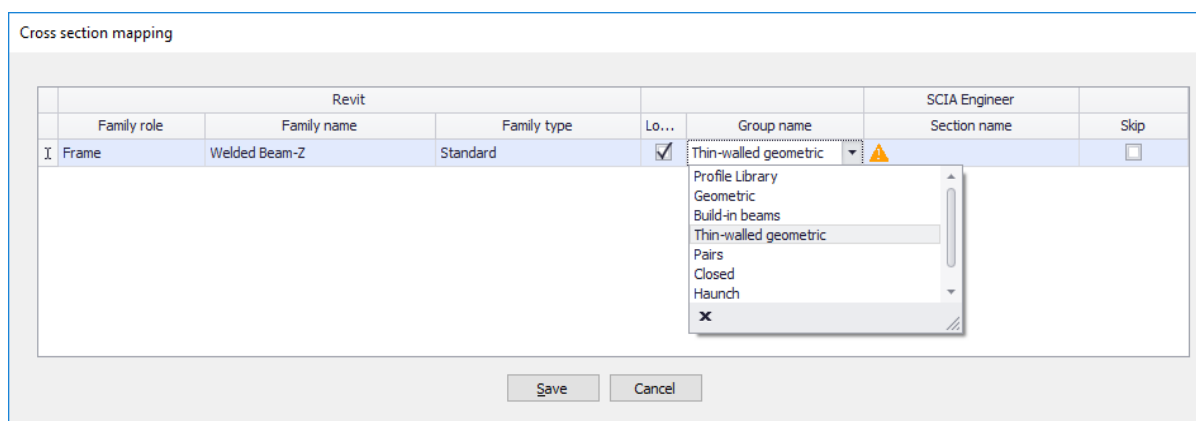 Cross section mapping
Revit SCIA Engineer
Family role Family name Family type Lo... Group name Section name Skip
Frame Welded Beam-Z Standard Thin-walled geometric
Profile Library
Geometric
Build-in beams
Thin-walled geometric
Pairs
Closed
Haunch
x
Save Cancel